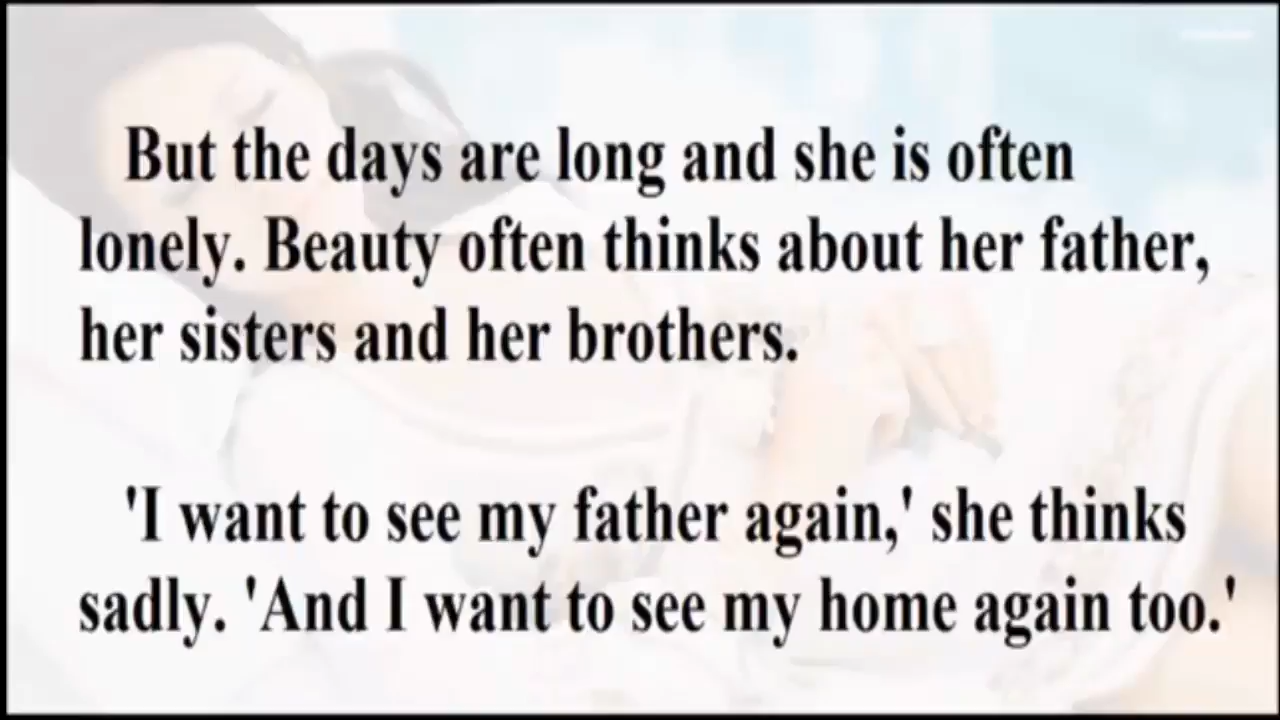 But the days are long and she is often
lonely. Beauty often thinks about her father,
her sisters and her brothers.
'I want to see my father again,' she thinks
sadly. 'And I want to see my home again too.'